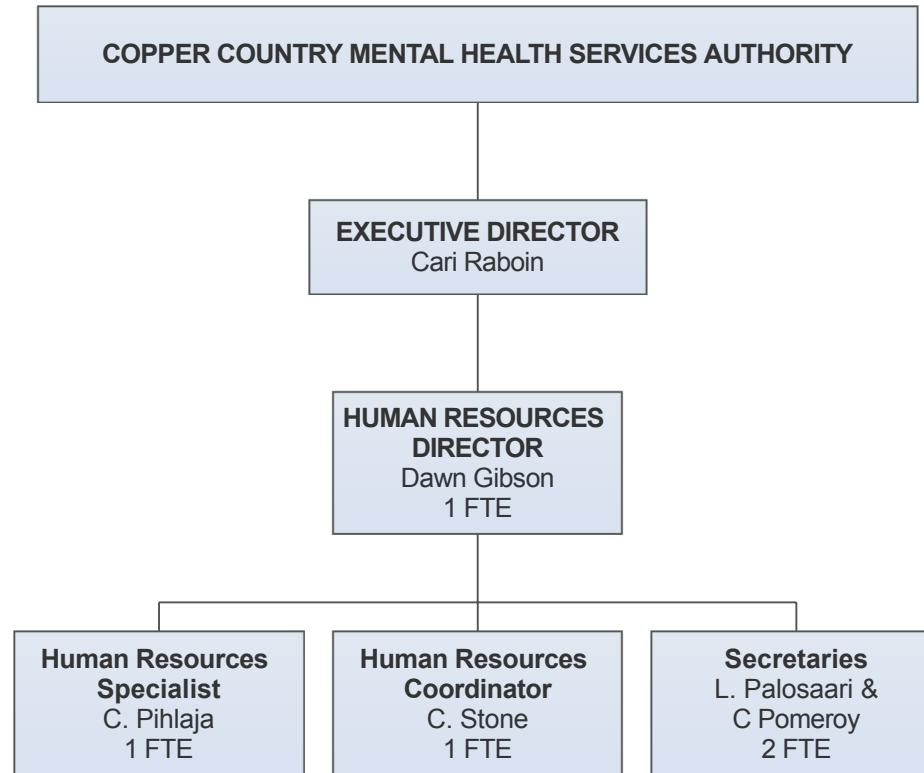 COPPER COUNTRY MENTAL HEALTH SERVICES AUTHORITY
EXECUTIVE DIRECTOR
Cari Raboin
HUMAN RESOURCES
DIRECTOR
Dawn Gibson
1 FTE
Human Resources
Specialist
C. Pihlaja
1 FTE
Human Resources
Coordinator
C. Stone
1 FTE
Secretaries
L. Palosaari &
C Pomeroy
2 FTE